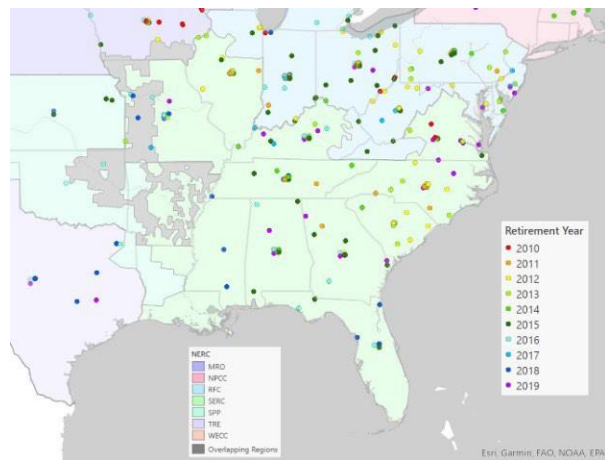 Retirement Year
2010
2011
2012
2013
2014
2015
2016
2017
2018
2019
NERC
MRO
NPCC
RFC
SERC
SPP
TRE
WECC
Overlapping Regions
Esri, Garmin, FAO, NOAA, EPA